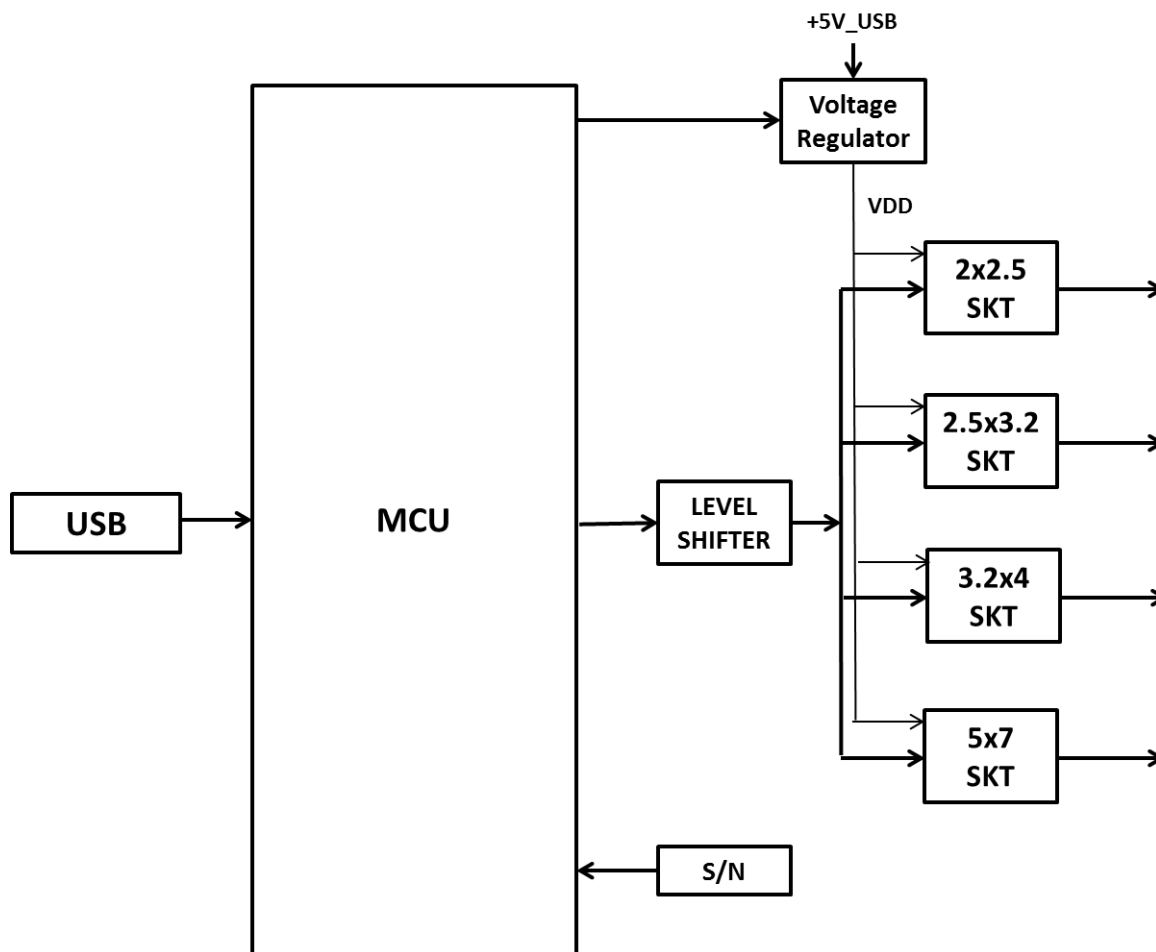 +5V_USB
Voltage
Regulator
VDD
2x2.5
SKT
2.5x3.2
SKT
USB
MCU
LEVEL
SHIFTER
3.2x4
SKT
5x7
SKT
S/N